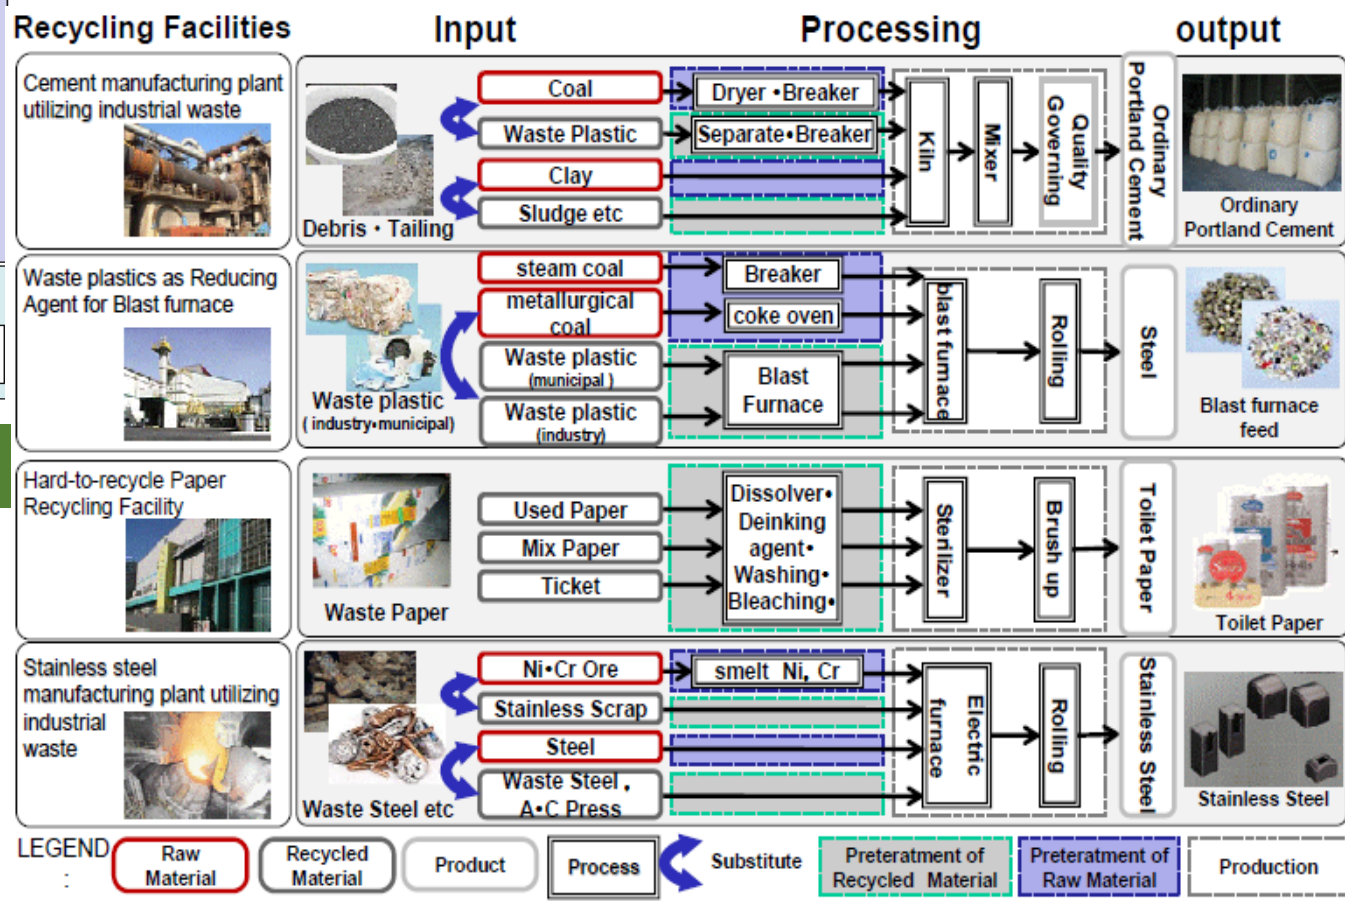 Recycling Facilities
Input
Processing
output
Cement manufacturing plant
utilizing industrial waste
Debris・Tailing
Coal
Waste Plastic
Clay
Sludge etc
Dryer・Breaker
Separate・Breaker
Kiln
Mixer
Quality
Governing
Ordinary
Portland Cement
Ordinary
Portland Cement
Waste plastics as Reducing
Agent for Blast furnace
Waste plastic
( industry・municipal)
steam coal
metallurgical
coal
Waste plastic
(municipal )
Waste plastic
(industry)
Breaker
coke oven
Blast
Furnace
blast furnace
Rolling
Steel
Blast furnace
feed
Hard-to-recycle Paper
Recycling Facility
Waste Paper
Used Paper
Mix Paper
Ticket
Dissolver・
Deinking
agent・
Washing・
Bleaching・
Sterilizer
Brush up
Toilet Paper
Toilet Paper
Stainless steel
manufacturing plant utilizing
industrial
waste
Waste Steel etc
Ni・Cr Ore
Stainless Scrap
Steel
Waste Steel ,
A・C Press
smelt Ni, Cr
Electric
furnace
Rolling
Stainless Steel
Stainless Steel
LEGEND
:
Raw
Material
Recycled
Material
Product
Process
Substitute
Preteratment of
Recycled Material
Preteratment of
Raw Material
Production